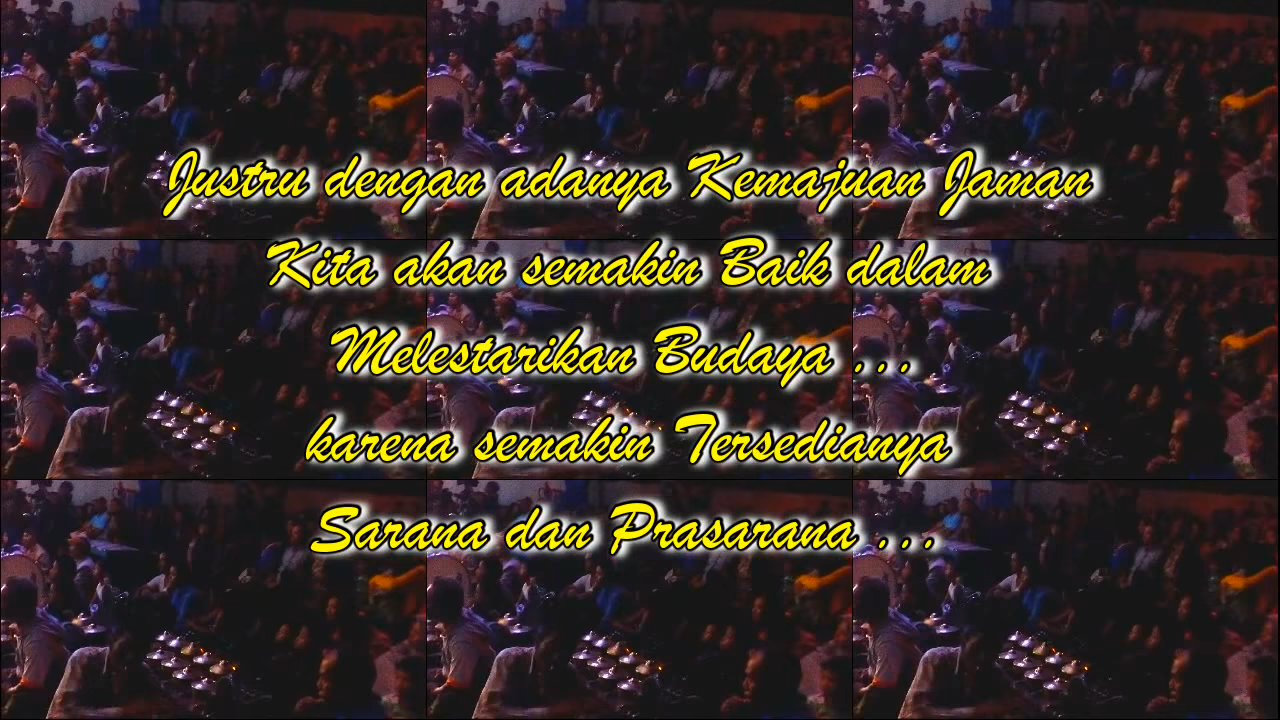 Justru dengan adanya Kemajuan Jaman
Kita akan semakin Baik dalam
Melestarikan Budaya ...
karena semakin Tersedianya
Sarana dan Prasarana ...